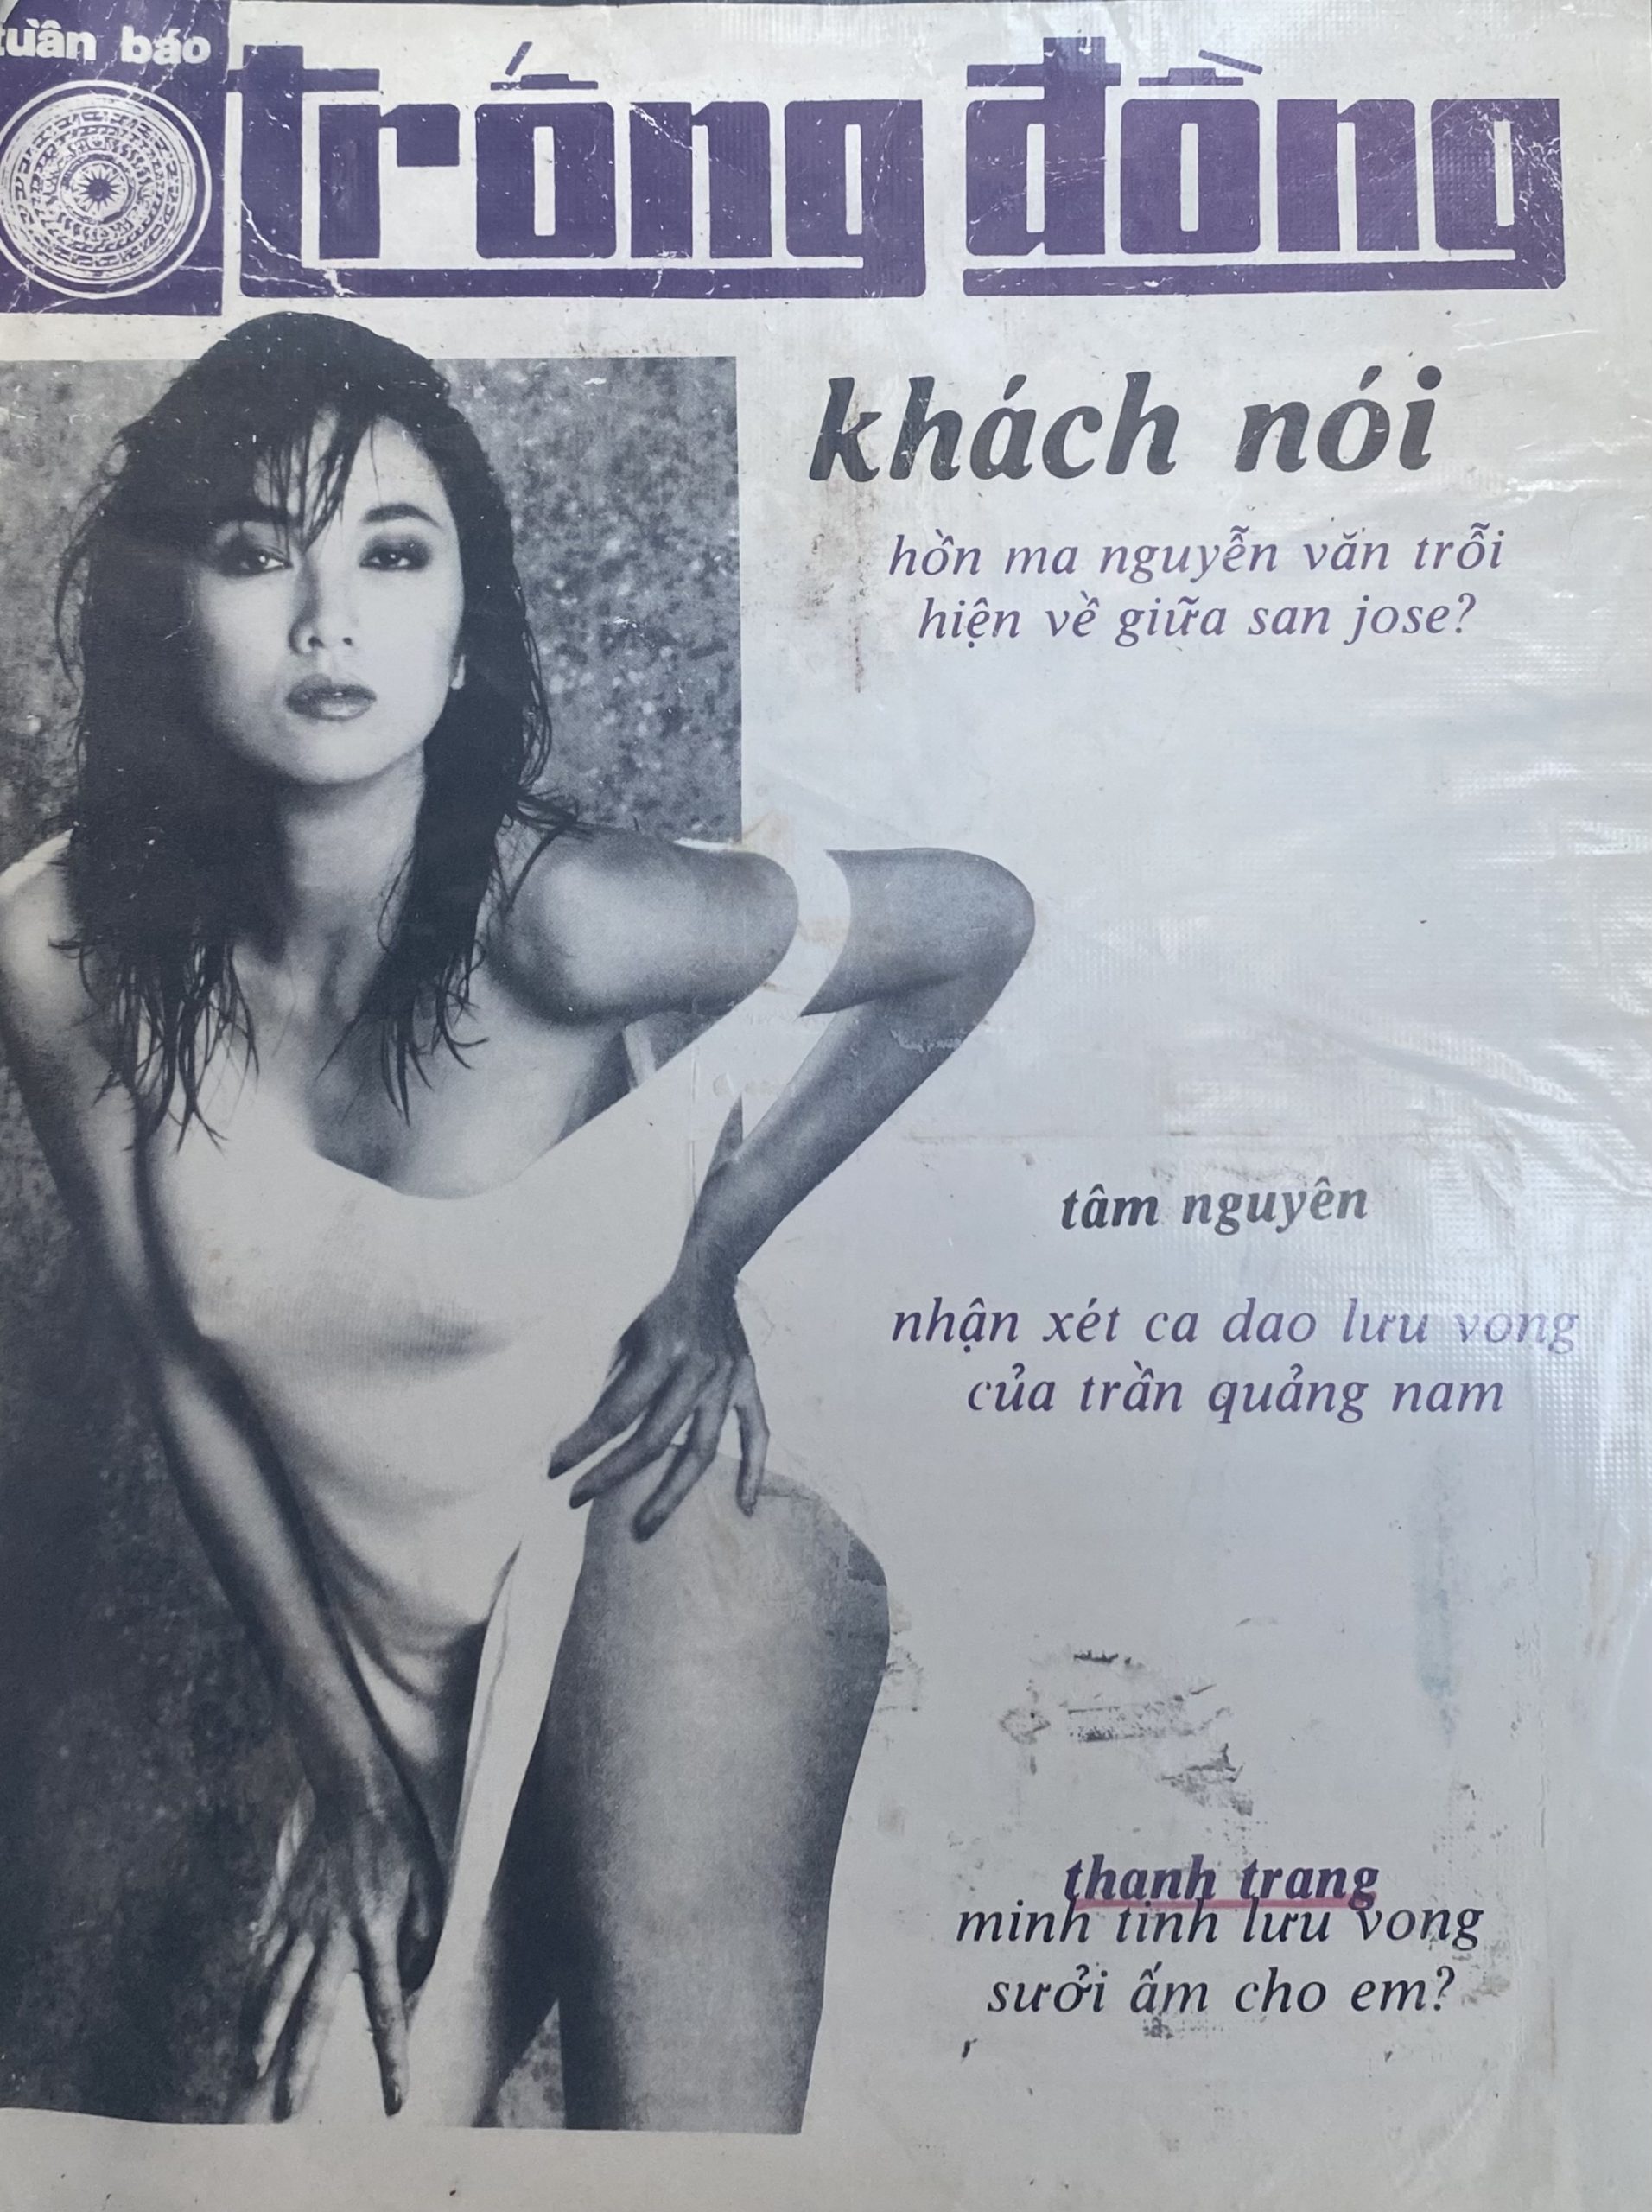 tuần báo
trống đồng
khách nói
hồn ma nguyễn văn trỗi
hiện về giữa san jose?
tâm nguyên
nhận xét ca dao lưu vong
của trần quảng nam
thanh trang
minh tinh lưu vong
sưởi ấm cho em?